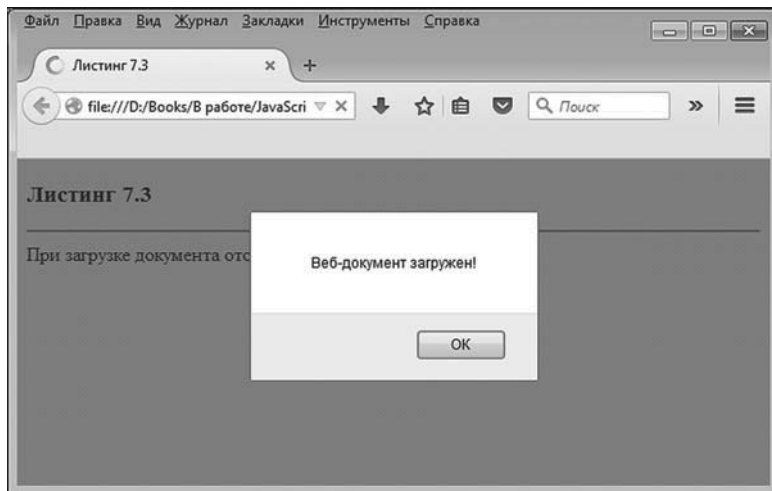 Файл Правка Вид Журнал Закладки Инструменты Справка
Листинг 7.3
file:///D:/Books/В работе/JavaScri
Поиск
Листинг 7.3
При загрузке документа отс
Веб-документ загружен!
OK